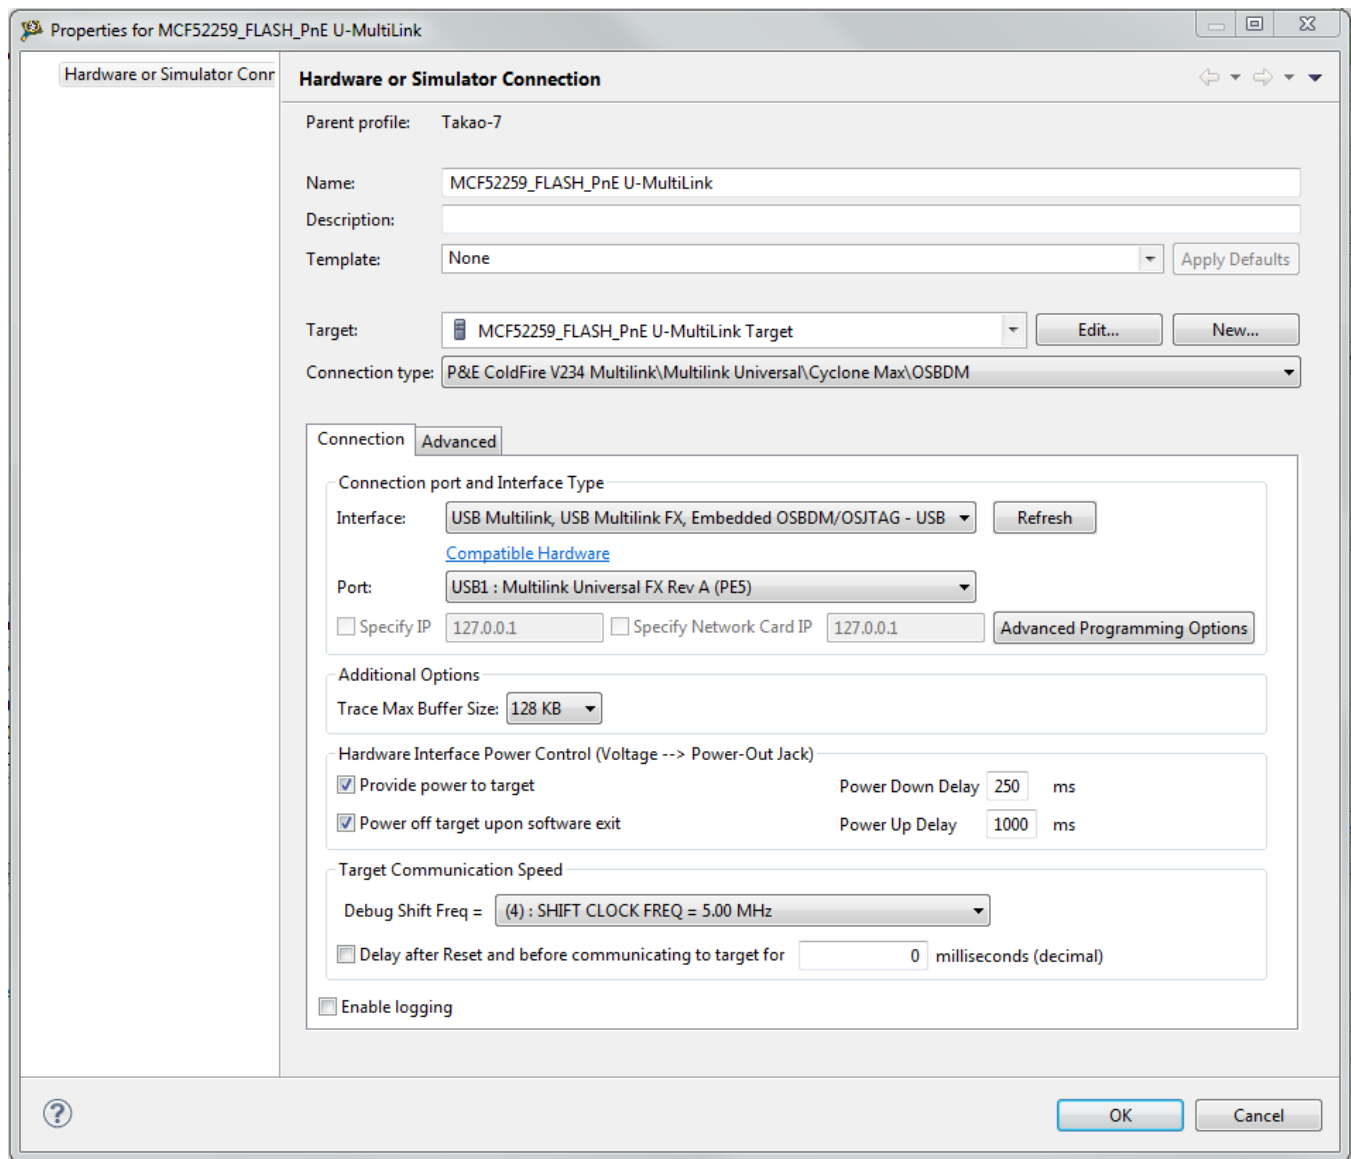 Properties for MCF52259_FLASH_PnE U-MultiLink
Hardware or Simulator Conn
Hardware or Simulator Connection
Parent profile: Takao-7
Name: MCF52259_FLASH_PnE U-MultiLink
Description:
Template: None Apply Defaults
Target: MCF52259_FLASH_PnE U-MultiLink Target Edit... New...
Connection type: P&E ColdFire V234 Multilink\Multilink Universal\Cyclone Max\OSBDM
Connection Advanced
Connection port and Interface Type
Interface: USB Multilink, USB Multilink FX, Embedded OSBDM/OSJTAG - USB Refresh
Compatible Hardware
Port: USB1 : Multilink Universal FX Rev A (PE5)
Specify IP 127.0.0.1 Specify Network Card IP 127.0.0.1 Advanced Programming Options
Additional Options
Trace Max Buffer Size: 128 KB
Hardware Interface Power Control (Voltage --> Power-Out Jack)
Provide power to target Power Down Delay 250 ms
Power off target upon software exit Power Up Delay 1000 ms
Target Communication Speed
Debug Shift Freq = (4) : SHIFT CLOCK FREQ = 5.00 MHz
Delay after Reset and before communicating to target for 0 milliseconds (decimal)
Enable logging
? OK Cancel